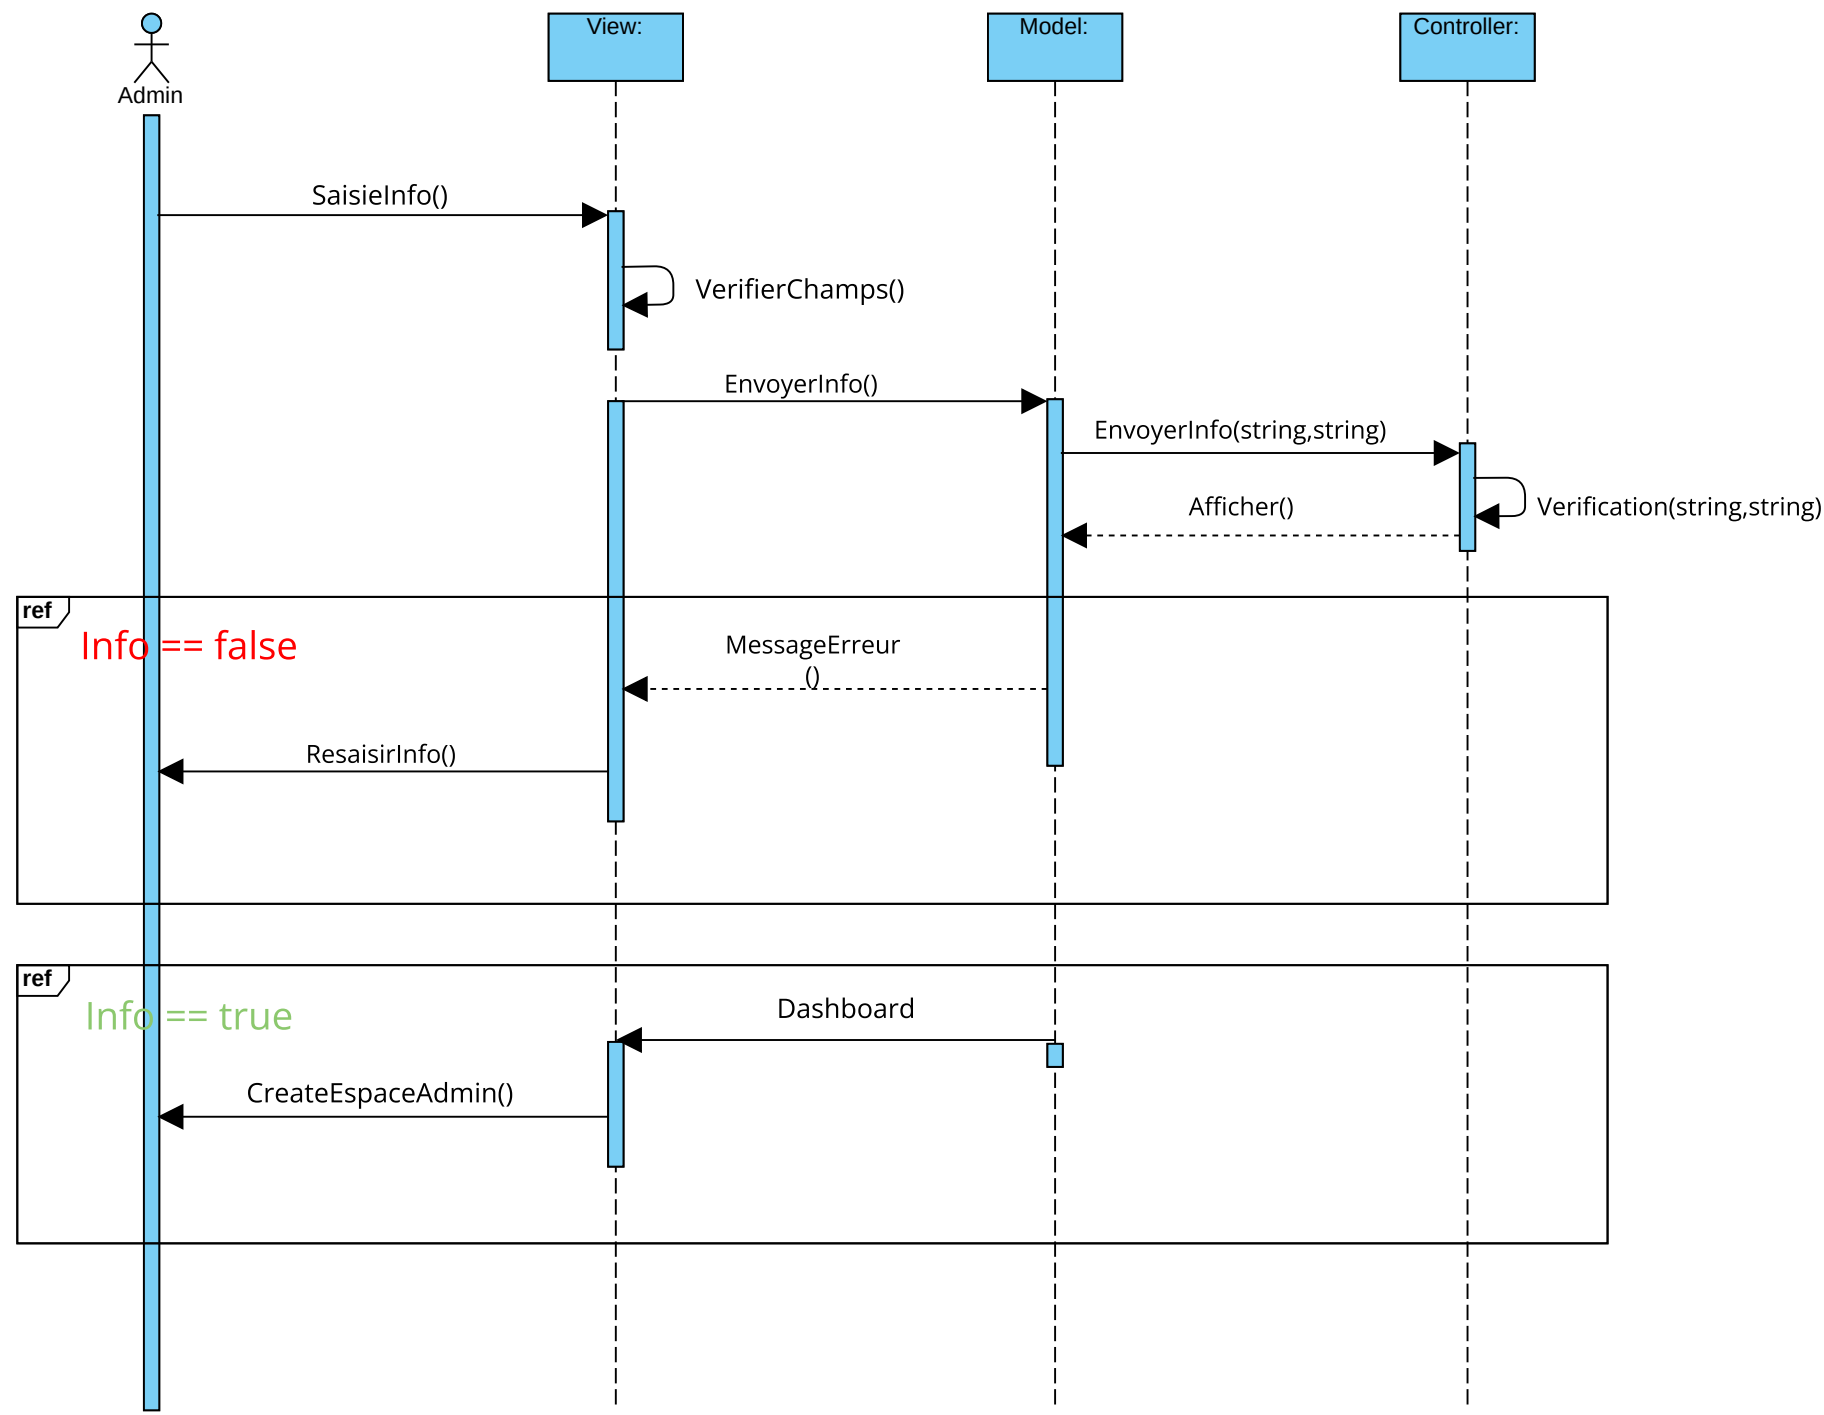 View:
Model:
Controller:
Admin
SaisieInfo()
VerifierChamps()
EnvoyerInfo()
EnvoyerInfo(string,string)
Afficher()
Verification(string,string)
ref
Info == false
MessageErreur
()
ResaisirInfo()
ref
Info == true
Dashboard
CreateEspaceAdmin()